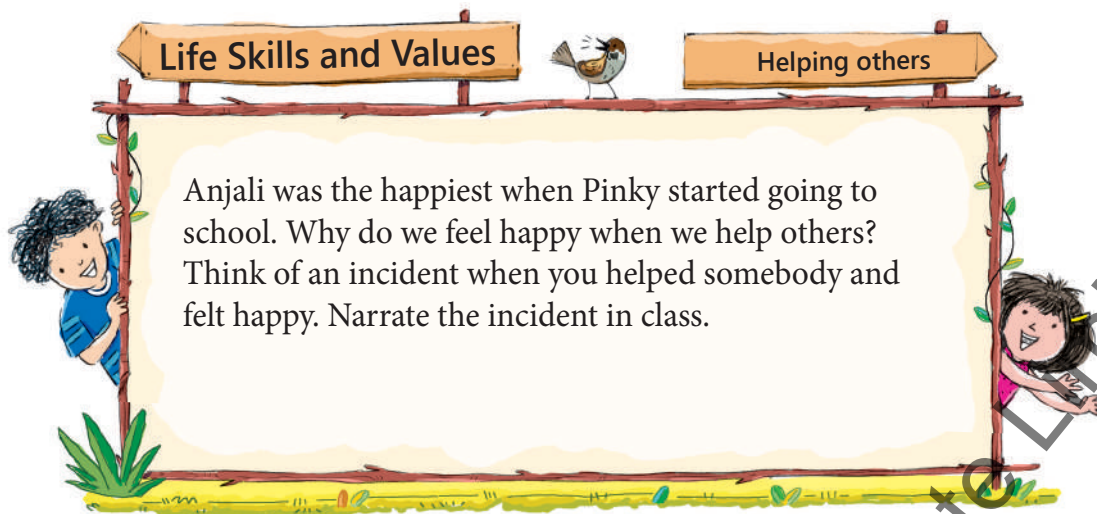 Life Skills and Values
Helping others
Anjali was the happiest when Pinky started going to
school. Why do we feel happy when we help others?
Think of an incident when you helped somebody and
felt happy. Narrate the incident in class.